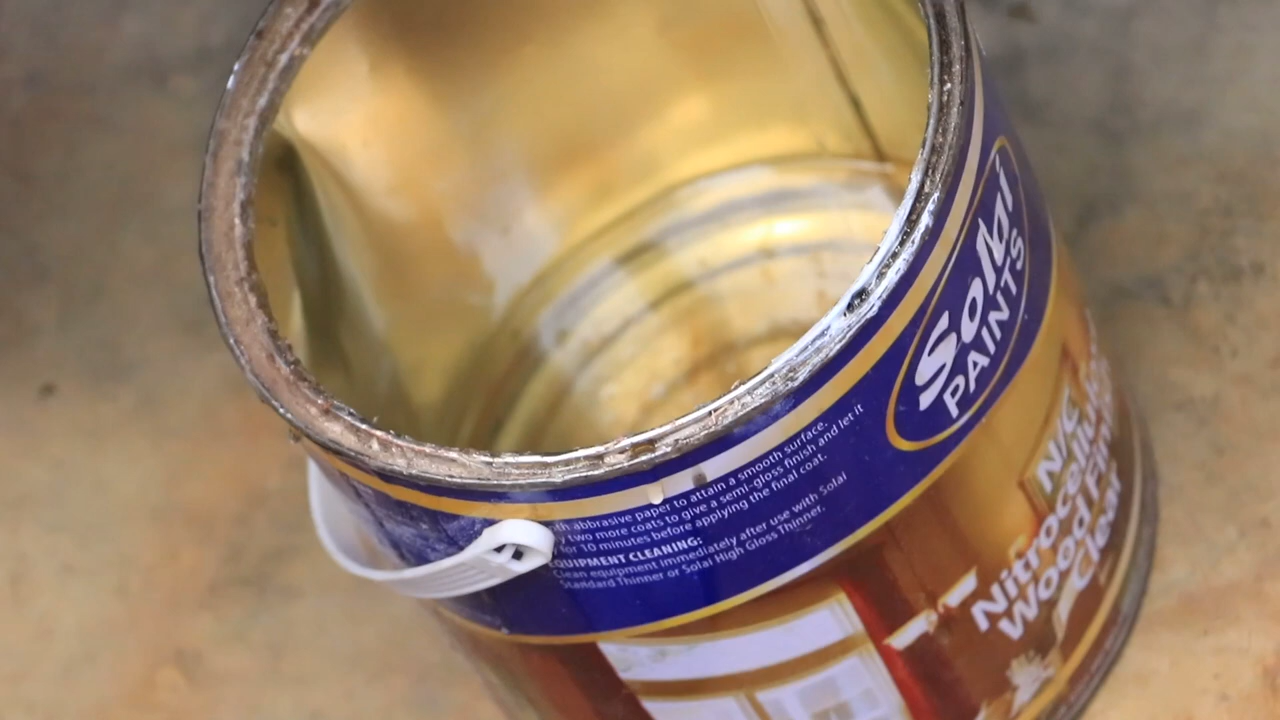 Solai
PAINTS
th abbrasive paper to attain a smooth surface.
two more coats to give a semi-gloss finish and let it
for 10 minutes before applying the final coat.
EQUIPMENT CLEANING:
Clean equipment immediately after use with Solai
Standard Thinner or Solai High Gloss Thinner.
N/C
Nitrocellulose
Wood Fin
Clear